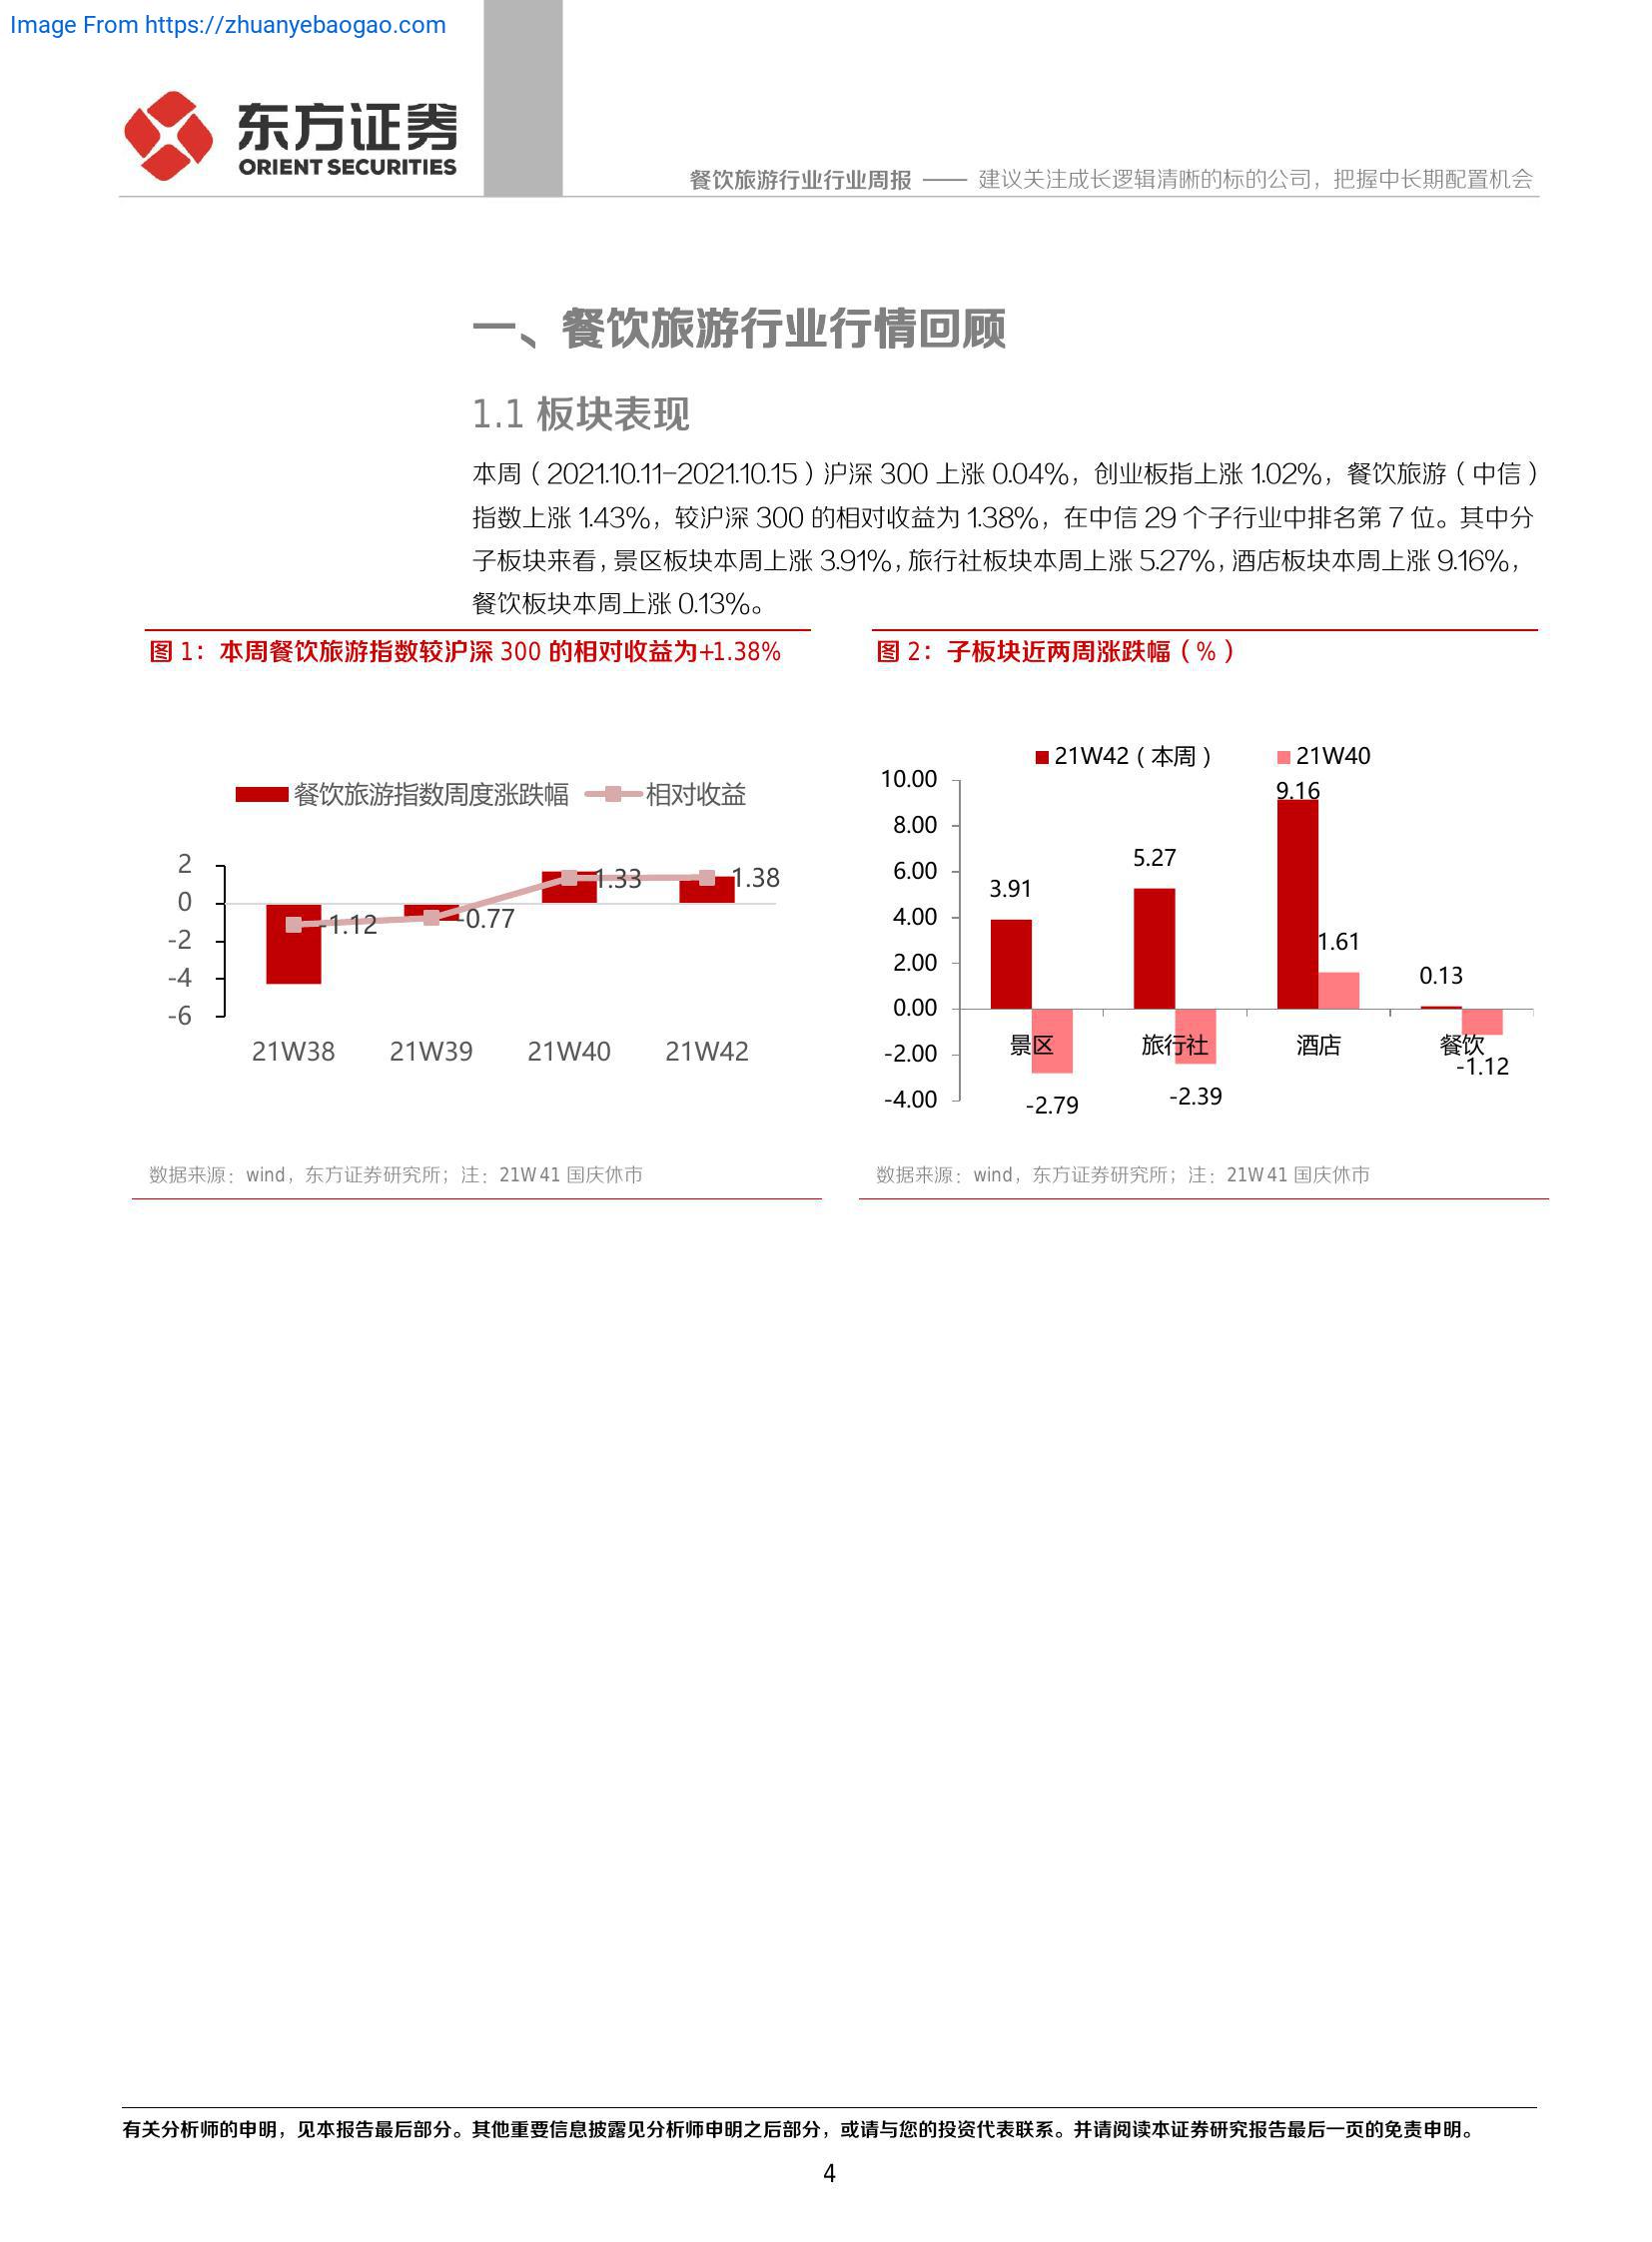 Image From https://zhuanyebaogao.com
东方证券
ORIENT SECURITIES
餐饮旅游行业行业周报 —— 建议关注成长逻辑清晰的标的公司，把握中长期配置机会
一、餐饮旅游行业行情回顾
1.1 板块表现
本周（2021.10.11-2021.10.15）沪深 300 上涨 0.04%，创业板指上涨 1.02%，餐饮旅游（中信）
指数上涨 1.43%，较沪深 300 的相对收益为 1.38%，在中信 29 个子行业中排名第 7 位。其中分
子板块来看，景区板块本周上涨 3.91%，旅行社板块本周上涨 5.27%，酒店板块本周上涨 9.16%，
餐饮板块本周上涨 0.13%。
图 1：本周餐饮旅游指数较沪深 300 的相对收益为+1.38%
餐饮旅游指数周度涨跌幅 相对收益
2
0
-2
-4
-6
-1.12
-0.77
1.33
1.38
21W38 21W39 21W40 21W42
数据来源：wind，东方证券研究所；注：21W41 国庆休市
图 2：子板块近两周涨跌幅（%）
21W42（本周） 21W40
10.00
8.00
6.00
4.00
2.00
0.00
-2.00
-4.00
3.91
5.27
9.16
1.61
0.13
景区 旅行社 酒店 餐饮
-2.79
-2.39
-1.12
数据来源：wind，东方证券研究所；注：21W41 国庆休市
有关分析师的申明，见本报告最后部分。其他重要信息披露见分析师申明之后部分，或请与您的投资代表联系。并请阅读本证券研究报告最后一页的免责申明。
4